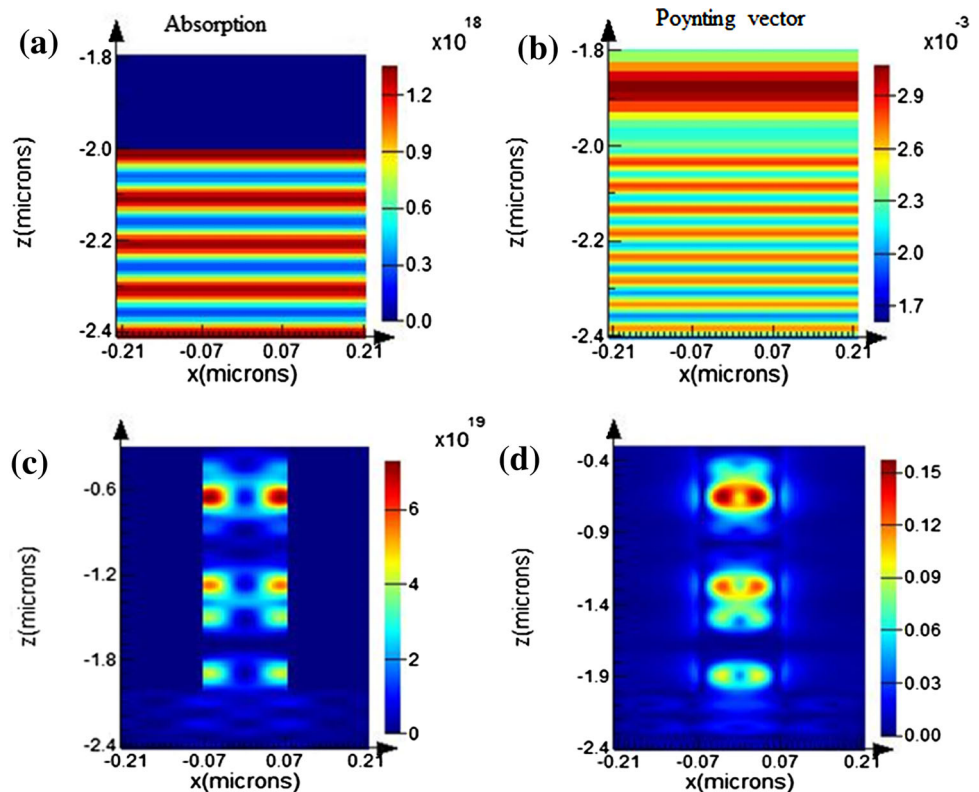 (a) Absorption x10 18
-1.8
-2.0
-2.2
-2.4
z(microns)
-0.21 -0.07 0.07 0.21
x(microns)
1.2
0.9
0.6
0.3
0.0
(b) Poynting vector x10 -3
-1.8
-2.0
-2.2
-2.4
z(microns)
-0.21 -0.07 0.07 0.21
x(microns)
2.9
2.6
2.3
2.0
1.7
(c) x10 19
-0.6
-1.2
-1.8
-2.4
z(microns)
-0.21 -0.07 0.07 0.21
x(microns)
6
4
2
0
(d)
-0.4
-0.9
-1.4
-1.9
-2.4
z(microns)
-0.21 -0.07 0.07 0.21
x(microns)
0.15
0.12
0.09
0.06
0.03
0.00